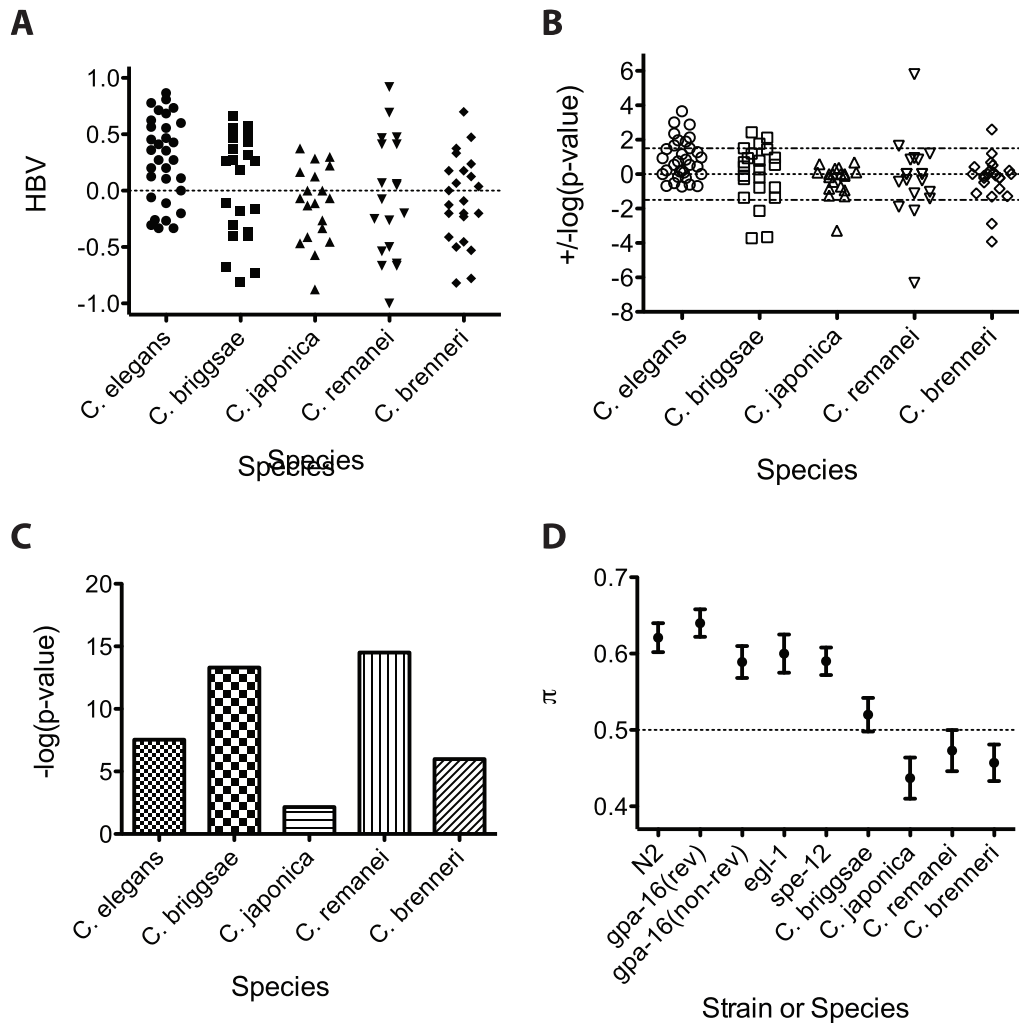 A
HBV
1.0
0.5
0.0
-0.5
-1.0
C. elegans
C. briggsae
C. japonica
C. remanei
C. brenneri
Species
Species
B
+/-log(p-value)
6
4
2
0
-2
-4
-6
-8
C. elegans
C. briggsae
C. japonica
C. remanei
C. brenneri
Species
C
-log(p-value)
20
15
10
5
0
C. elegans
C. briggsae
C. japonica
C. remanei
C. brenneri
Species
D
π
0.7
0.6
0.5
0.4
N2
gpa-16(rev)
gpa-16(non-rev)
egl-1
spe-12
C. briggsae
C. japonica
C. remanei
C. brenneri
Strain or Species